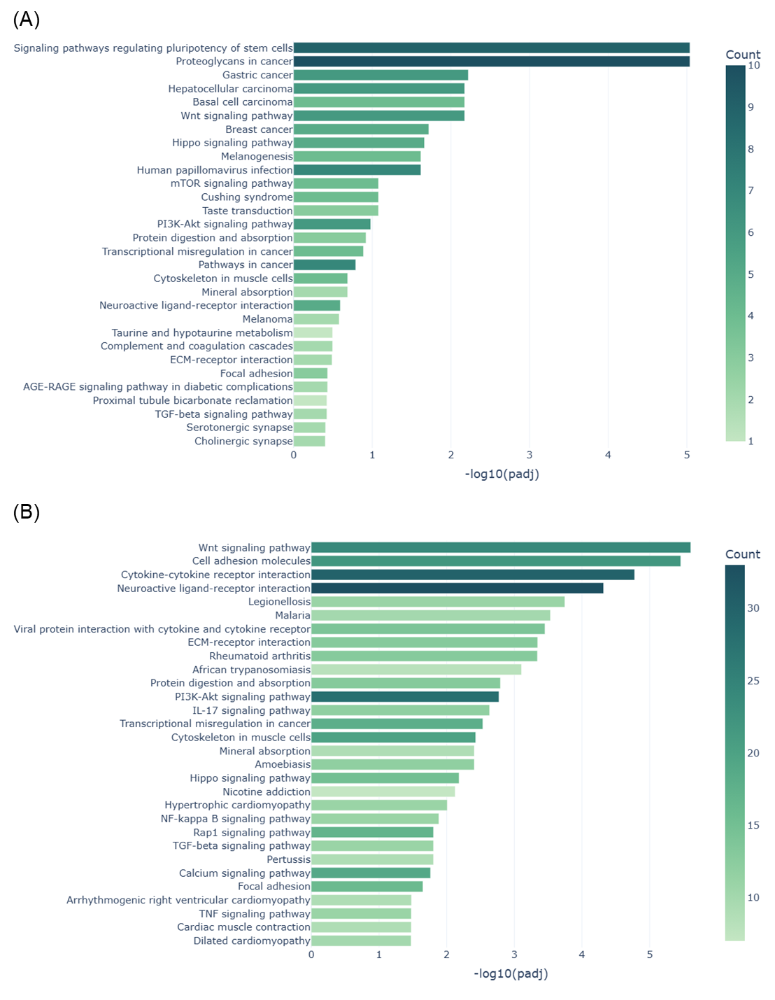 (A)
Signaling pathways regulating pluripotency of stem cells
Proteoglycans in cancer
Gastric cancer
Hepatocellular carcinoma
Basal cell carcinoma
Wnt signaling pathway
Breast cancer
Hippo signaling pathway
Melanogenesis
Human papillomavirus infection
mTOR signaling pathway
Cushing syndrome
Taste transduction
PI3K-Akt signaling pathway
Protein digestion and absorption
Transcriptional misregulation in cancer
Pathways in cancer
Cytoskeleton in muscle cells
Mineral absorption
Neuroactive ligand-receptor interaction
Melanoma
Taurine and hypotaurine metabolism
Complement and coagulation cascades
ECM-receptor interaction
Focal adhesion
AGE-RAGE signaling pathway in diabetic complications
Proximal tubule bicarbonate reclamation
TGF-beta signaling pathway
Serotonergic synapse
Cholinergic synapse
0 1 2 3 4 5
-log10(padj)
Count
10
9
8
7
6
5
4
3
2
1
(B)
Wnt signaling pathway
Cell adhesion molecules
Cytokine-cytokine receptor interaction
Neuroactive ligand-receptor interaction
Legionellosis
Malaria
Viral protein interaction with cytokine and cytokine receptor
ECM-receptor interaction
Rheumatoid arthritis
African trypanosomiasis
Protein digestion and absorption
PI3K-Akt signaling pathway
IL-17 signaling pathway
Transcriptional misregulation in cancer
Cytoskeleton in muscle cells
Mineral absorption
Amoebiasis
Hippo signaling pathway
Nicotine addiction
Hypertrophic cardiomyopathy
NF-kappa B signaling pathway
Rap1 signaling pathway
TGF-beta signaling pathway
Pertussis
Calcium signaling pathway
Focal adhesion
Arrhythmogenic right ventricular cardiomyopathy
TNF signaling pathway
Cardiac muscle contraction
Dilated cardiomyopathy
0 1 2 3 4 5
-log10(padj)
Count
30
25
20
15
10